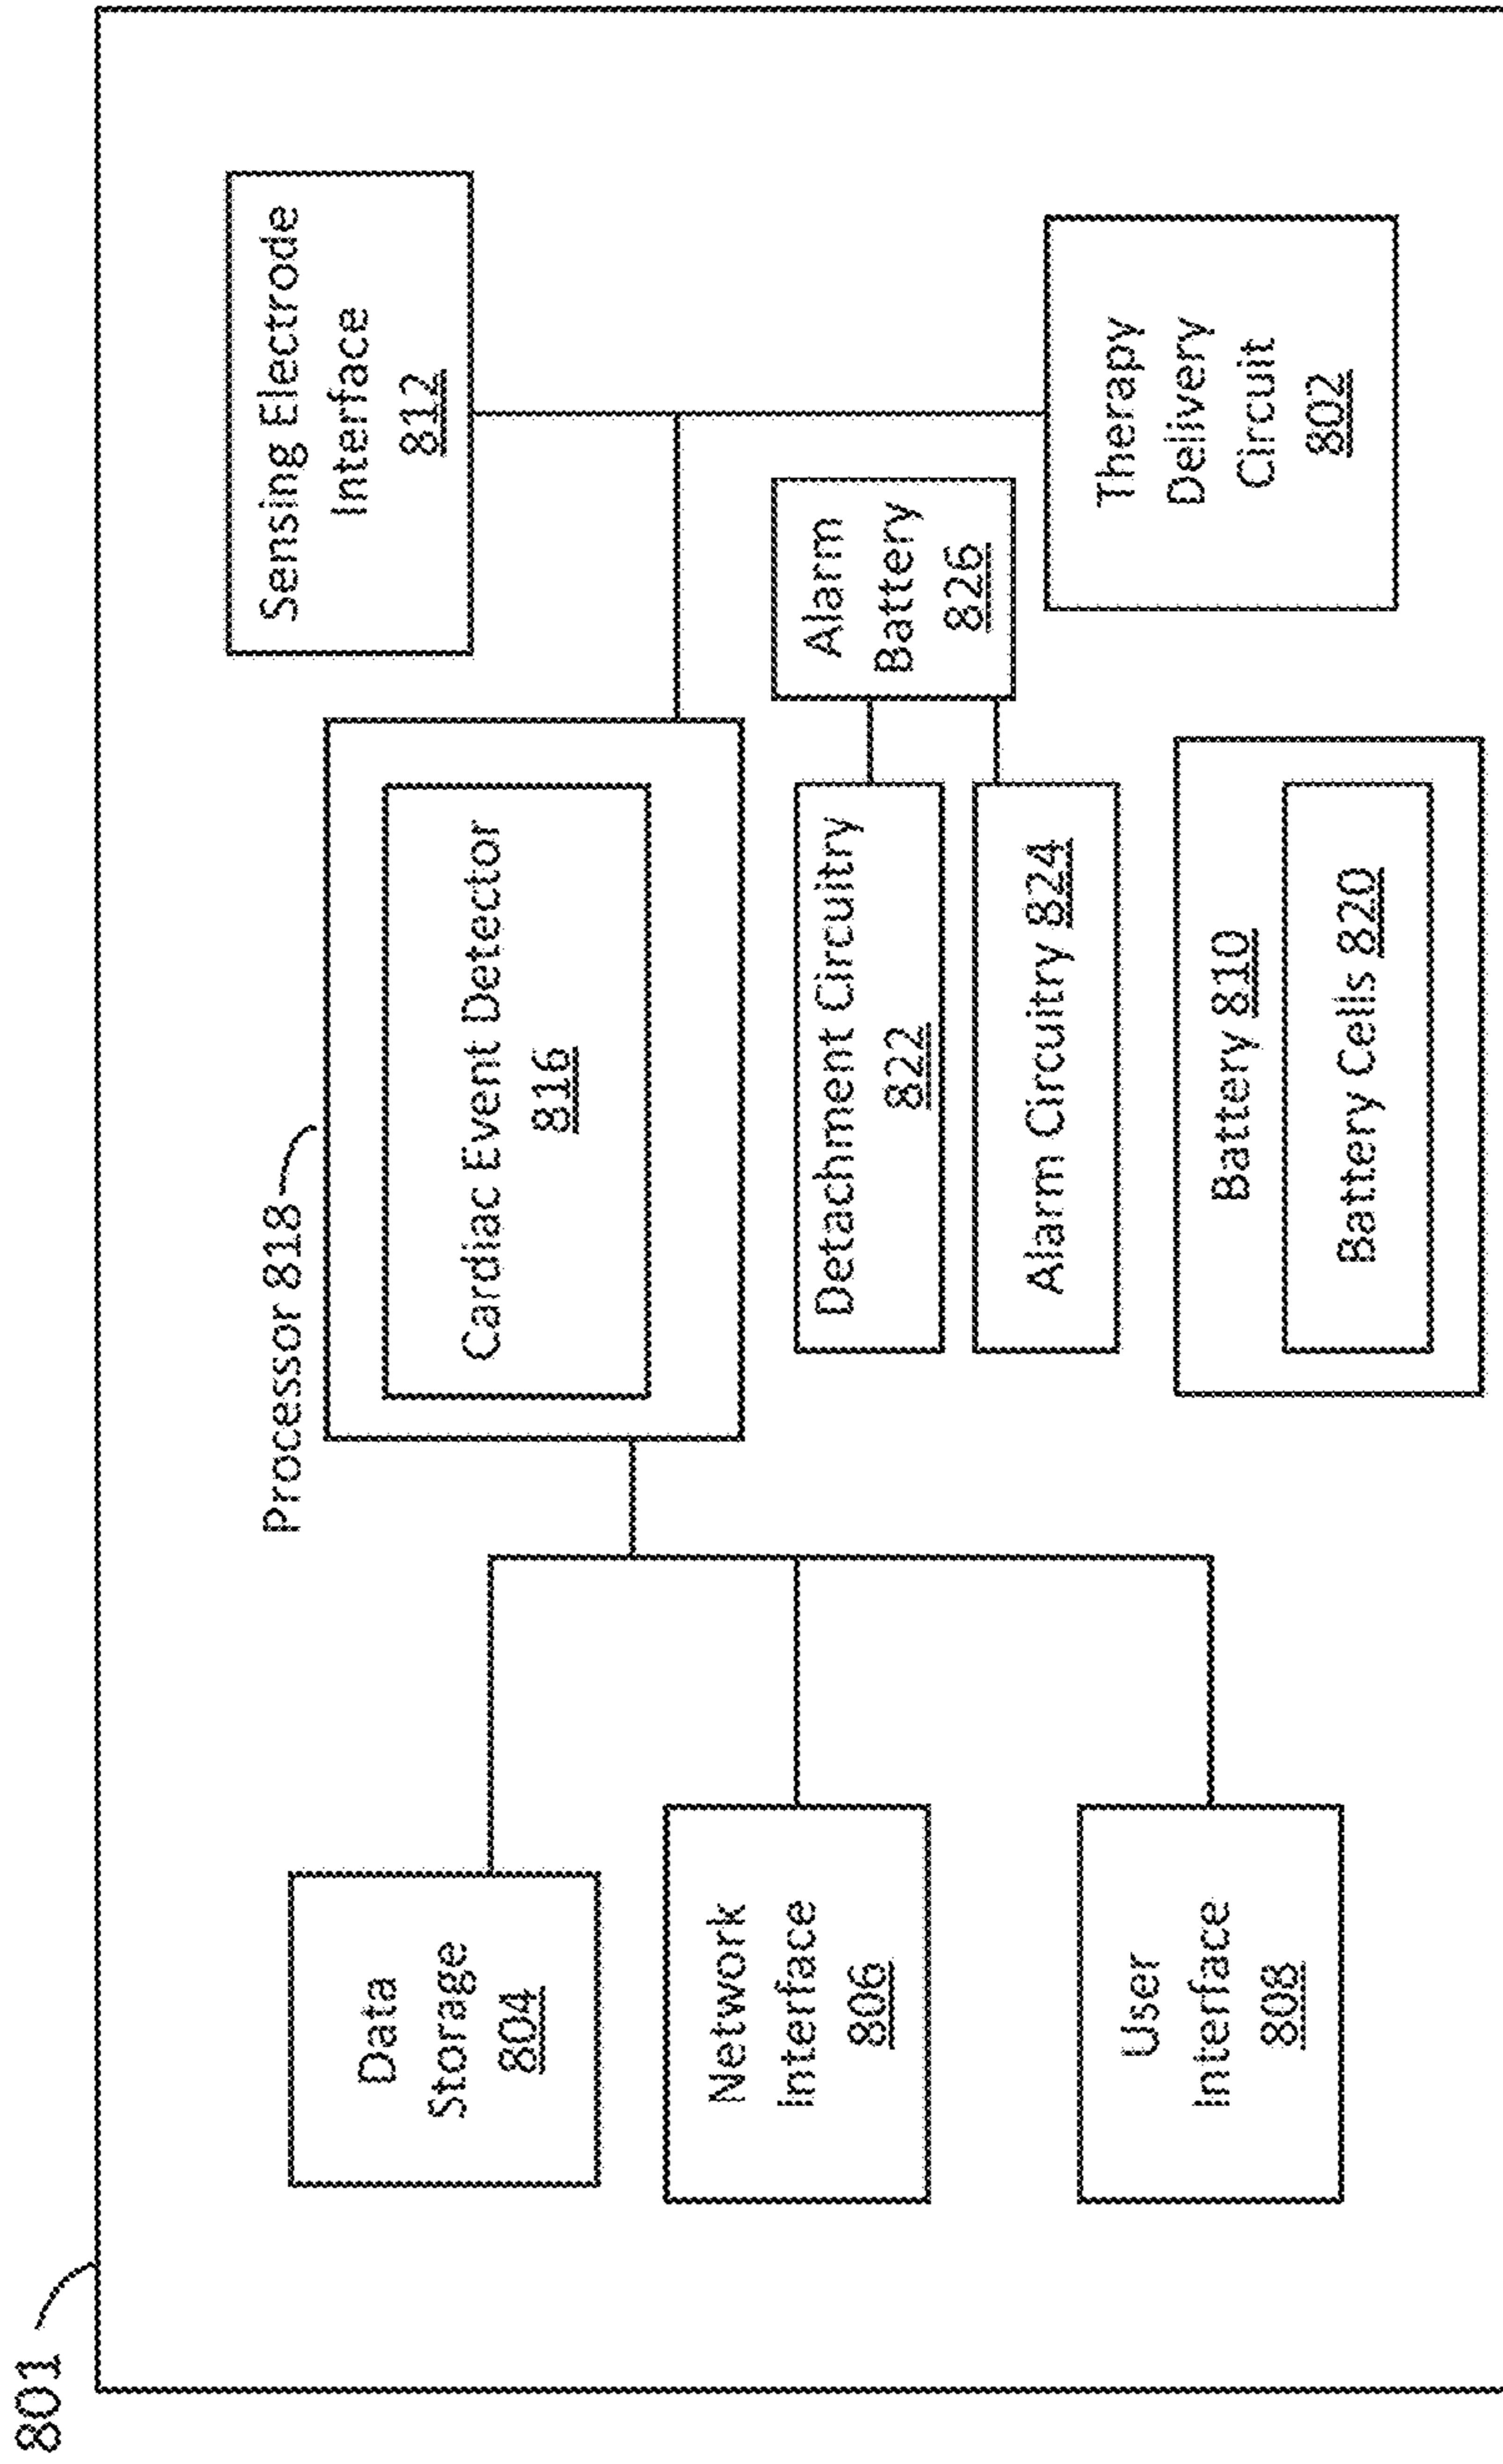 801
Data
Storage
804
Network
Interface
806
User
Interface
808
Processor 818
Cardiac Event Detector
816
Detachment Circuitry
822
Alarm Circuitry 824
Battery 810
Battery Cells 820
Sensing Electrode
Interface
812
Alarm
Battery
826
Therapy
Delivery
Circuit
802